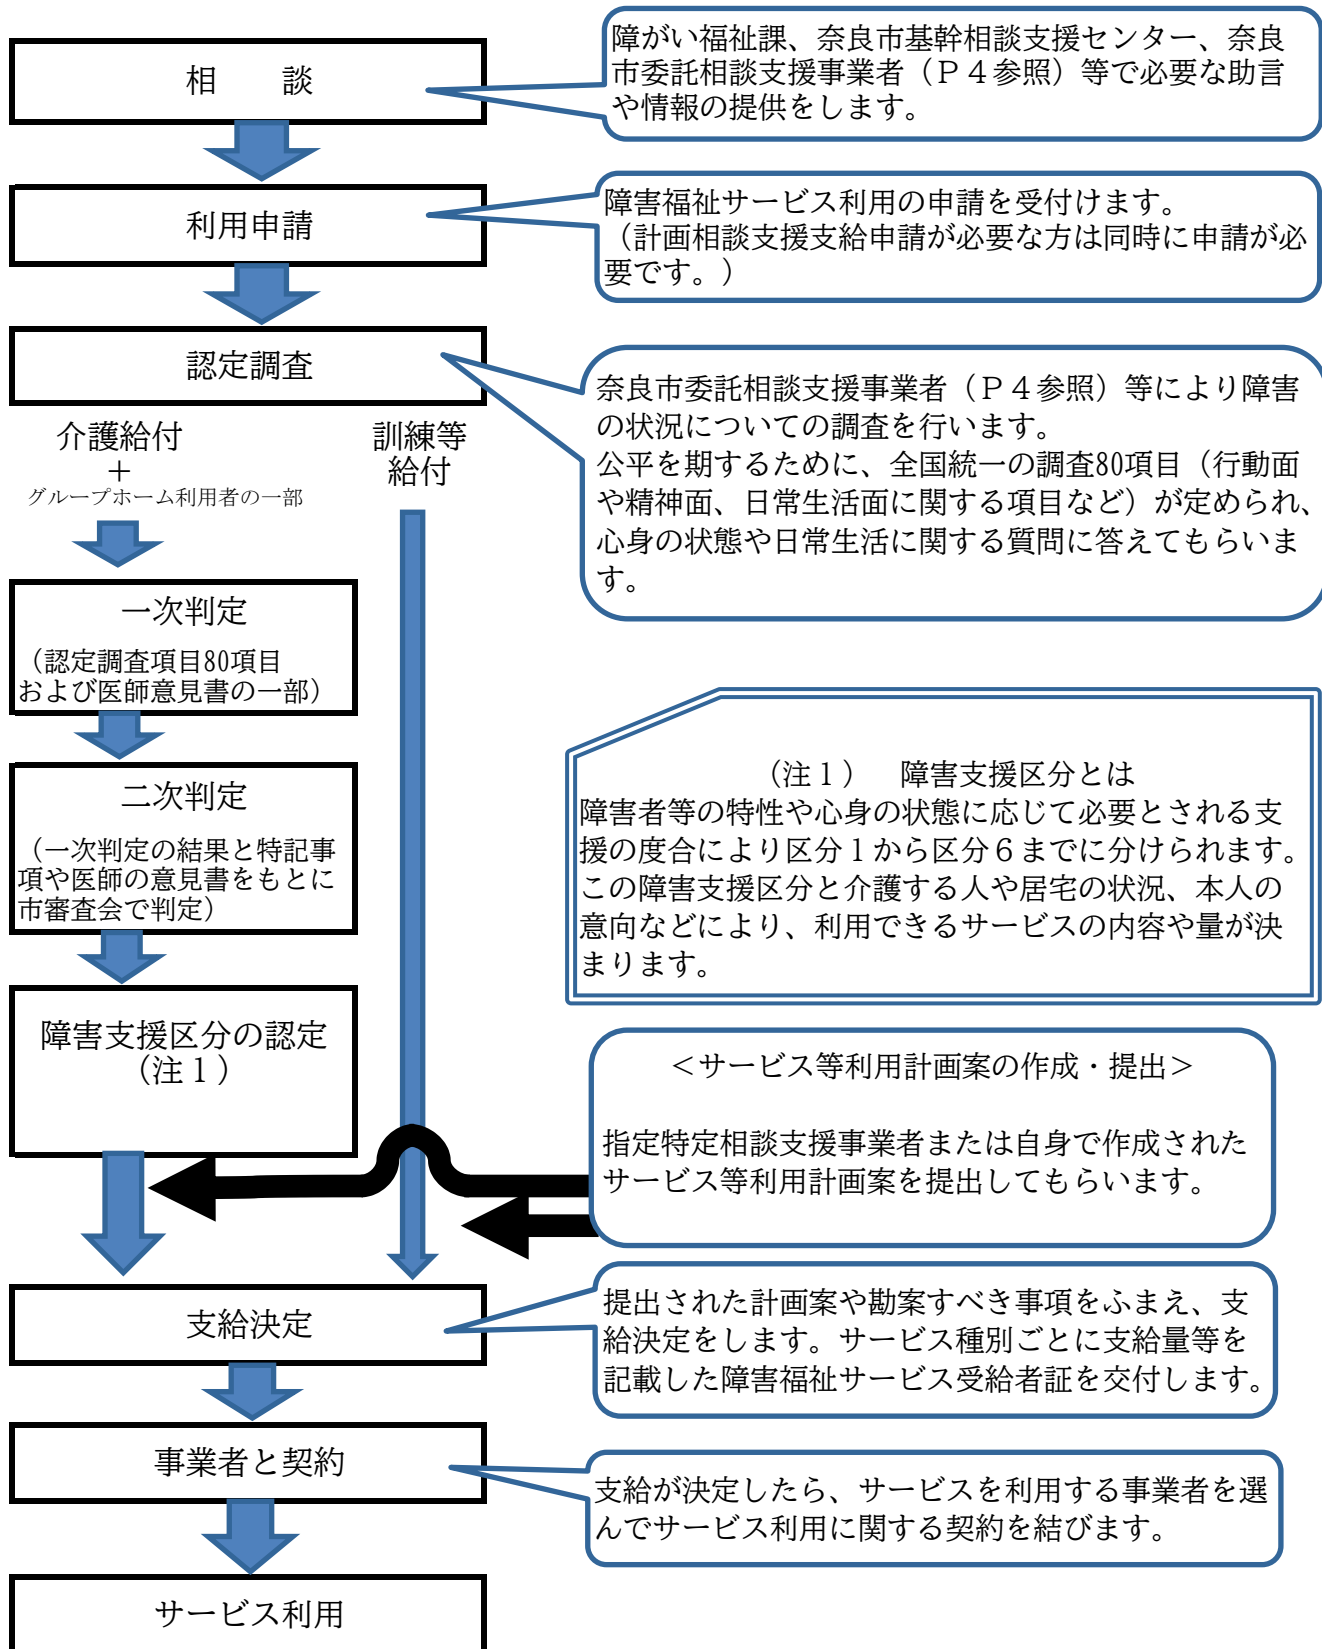 相　　談
障がい福祉課、奈良市基幹相談支援センター、奈良
市委託相談支援事業者（Ｐ４参照）等で必要な助言
や情報の提供をします。
利用申請
障害福祉サービス利用の申請を受付けます。
（計画相談支援支給申請が必要な方は同時に申請が必
要です。）
認定調査
奈良市委託相談支援事業者（Ｐ４参照）等により障害
の状況についての調査を行います。
公平を期するために、全国統一の調査80項目（行動面
や精神面、日常生活面に関する項目など）が定められ、
心身の状態や日常生活に関する質問に答えてもらいま
す。
介護給付
＋
グループホーム利用者の一部
訓練等
給付
一次判定
（認定調査項目80項目
および医師意見書の一部）
二次判定
（一次判定の結果と特記事
項や医師の意見書をもとに
市審査会で判定）
（注１）　障害支援区分とは
障害者等の特性や心身の状態に応じて必要とされる支
援の度合により区分１から区分６までに分けられます。
この障害支援区分と介護する人や居宅の状況、本人の
意向などにより、利用できるサービスの内容や量が決
まります。
障害支援区分の認定
（注１）
＜サービス等利用計画案の作成・提出＞
指定特定相談支援事業者または自身で作成された
サービス等利用計画案を提出してもらいます。
支給決定
提出された計画案や勘案すべき事項をふまえ、支
給決定をします。サービス種別ごとに支給量等を
記載した障害福祉サービス受給者証を交付します。
事業者と契約
支給が決定したら、サービスを利用する事業者を選
んでサービス利用に関する契約を結びます。
サービス利用